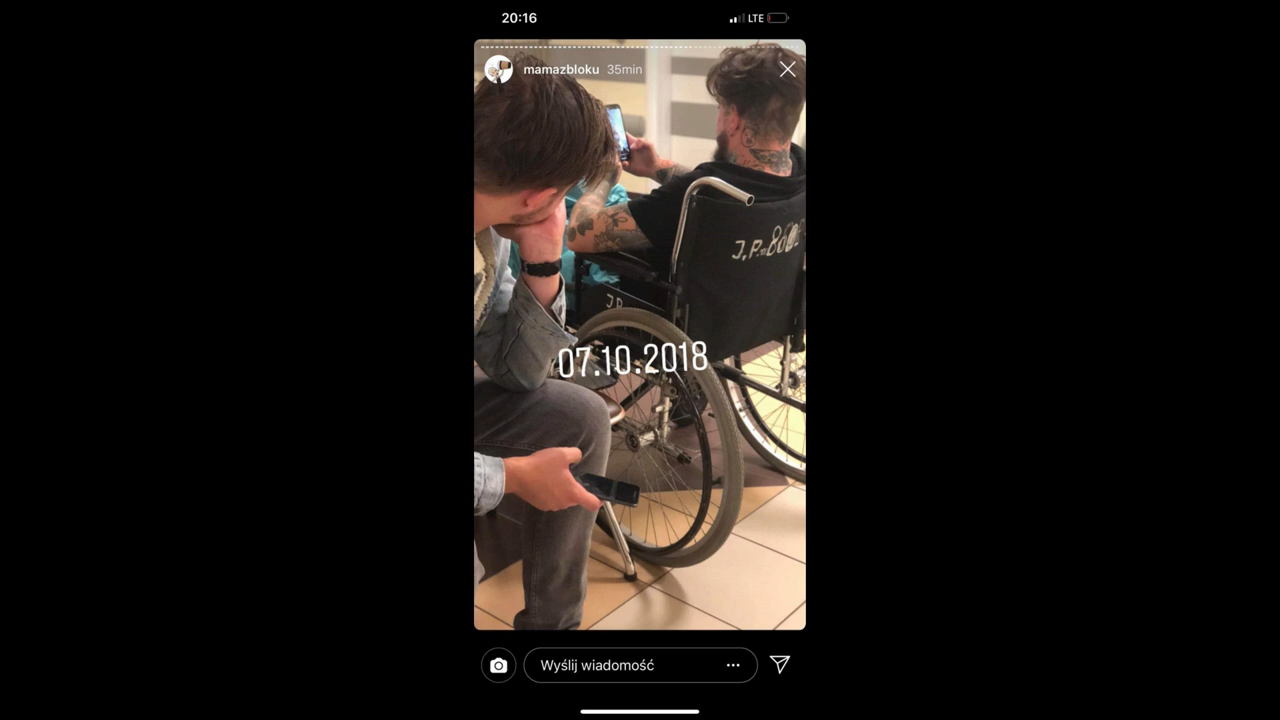 20:16
LTE
mamazbloku 35min
07.10.2018
Wyślij wiadomość